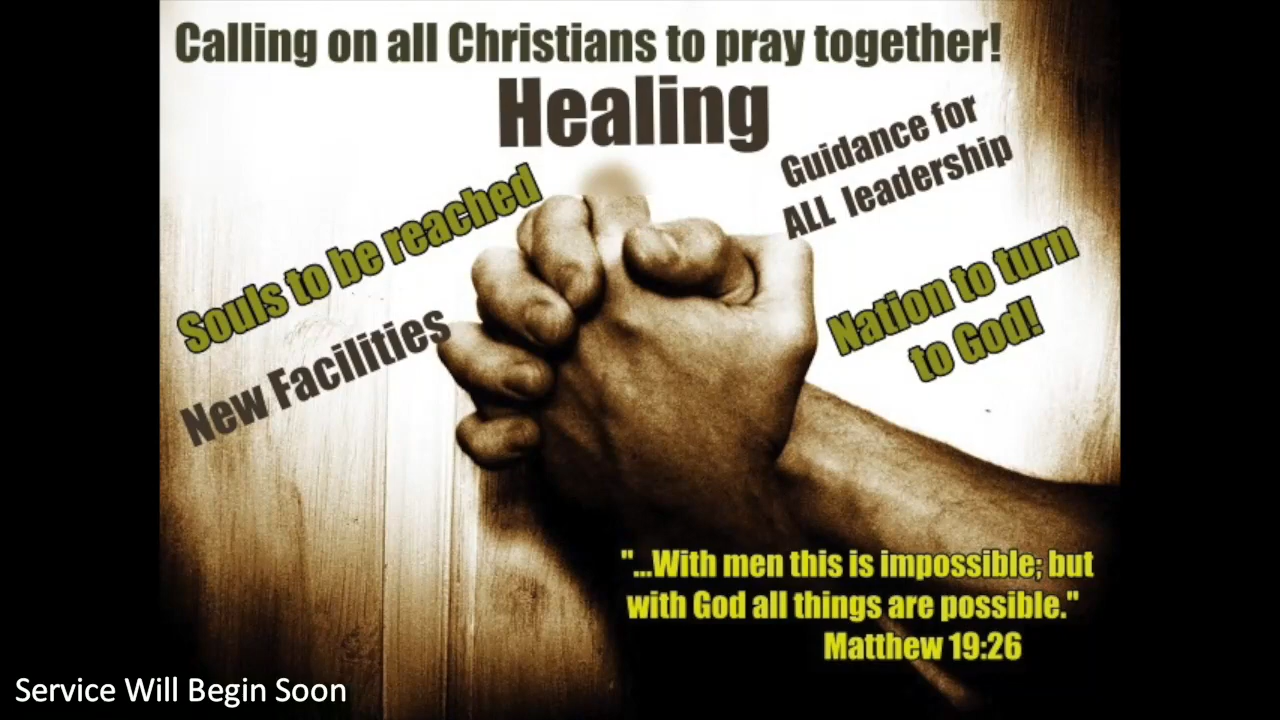 Calling on all Christians to pray together!
Healing
Guidance for
ALL leadership
Souls to be reached
New Facilities
Nation to turn
to God!
"...With men this is impossible; but
with God all things are possible."
Matthew 19:26
Service Will Begin Soon